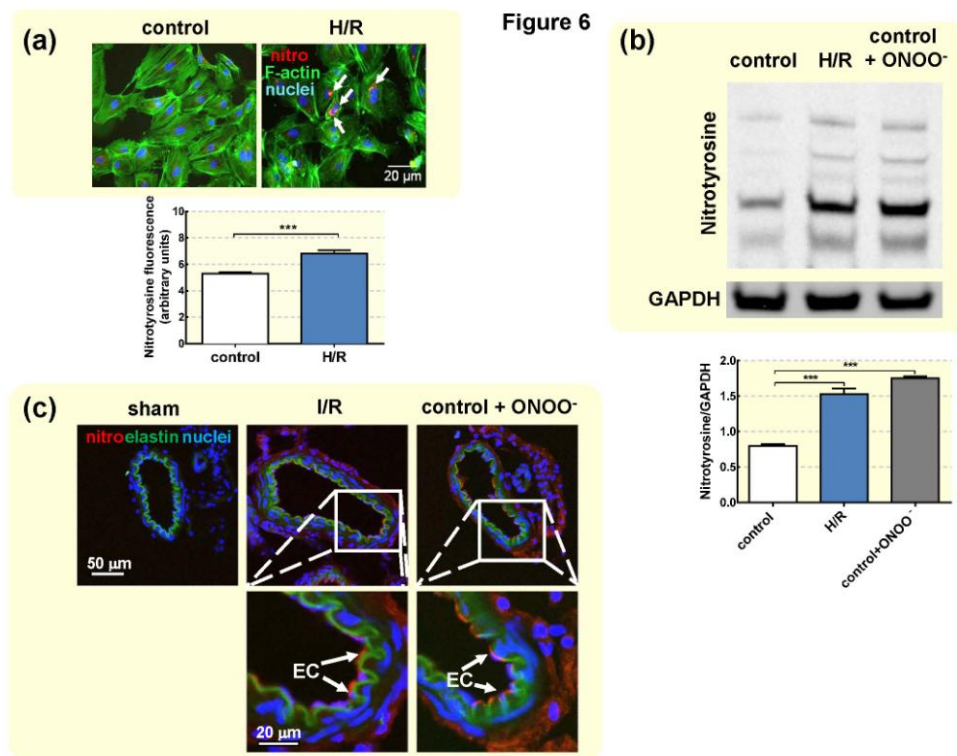 Figure 6
(a)
control
H/R
nitro
F-actin
nuclei
20 µm
Nitrotyrosine fluorescence
(arbitrary units)
10
8
6
4
2
0
***
control
H/R
(b)
control
H/R
control
+ ONOO⁻
Nitrotyrosine
GAPDH
Nitrotyrosine/GAPDH
2.0
1.5
1.0
0.5
0.0
***
***
control
H/R
control+ONOO⁻
(c)
sham
I/R
control + ONOO⁻
nitro elastin nuclei
50 µm
EC
EC
20 µm